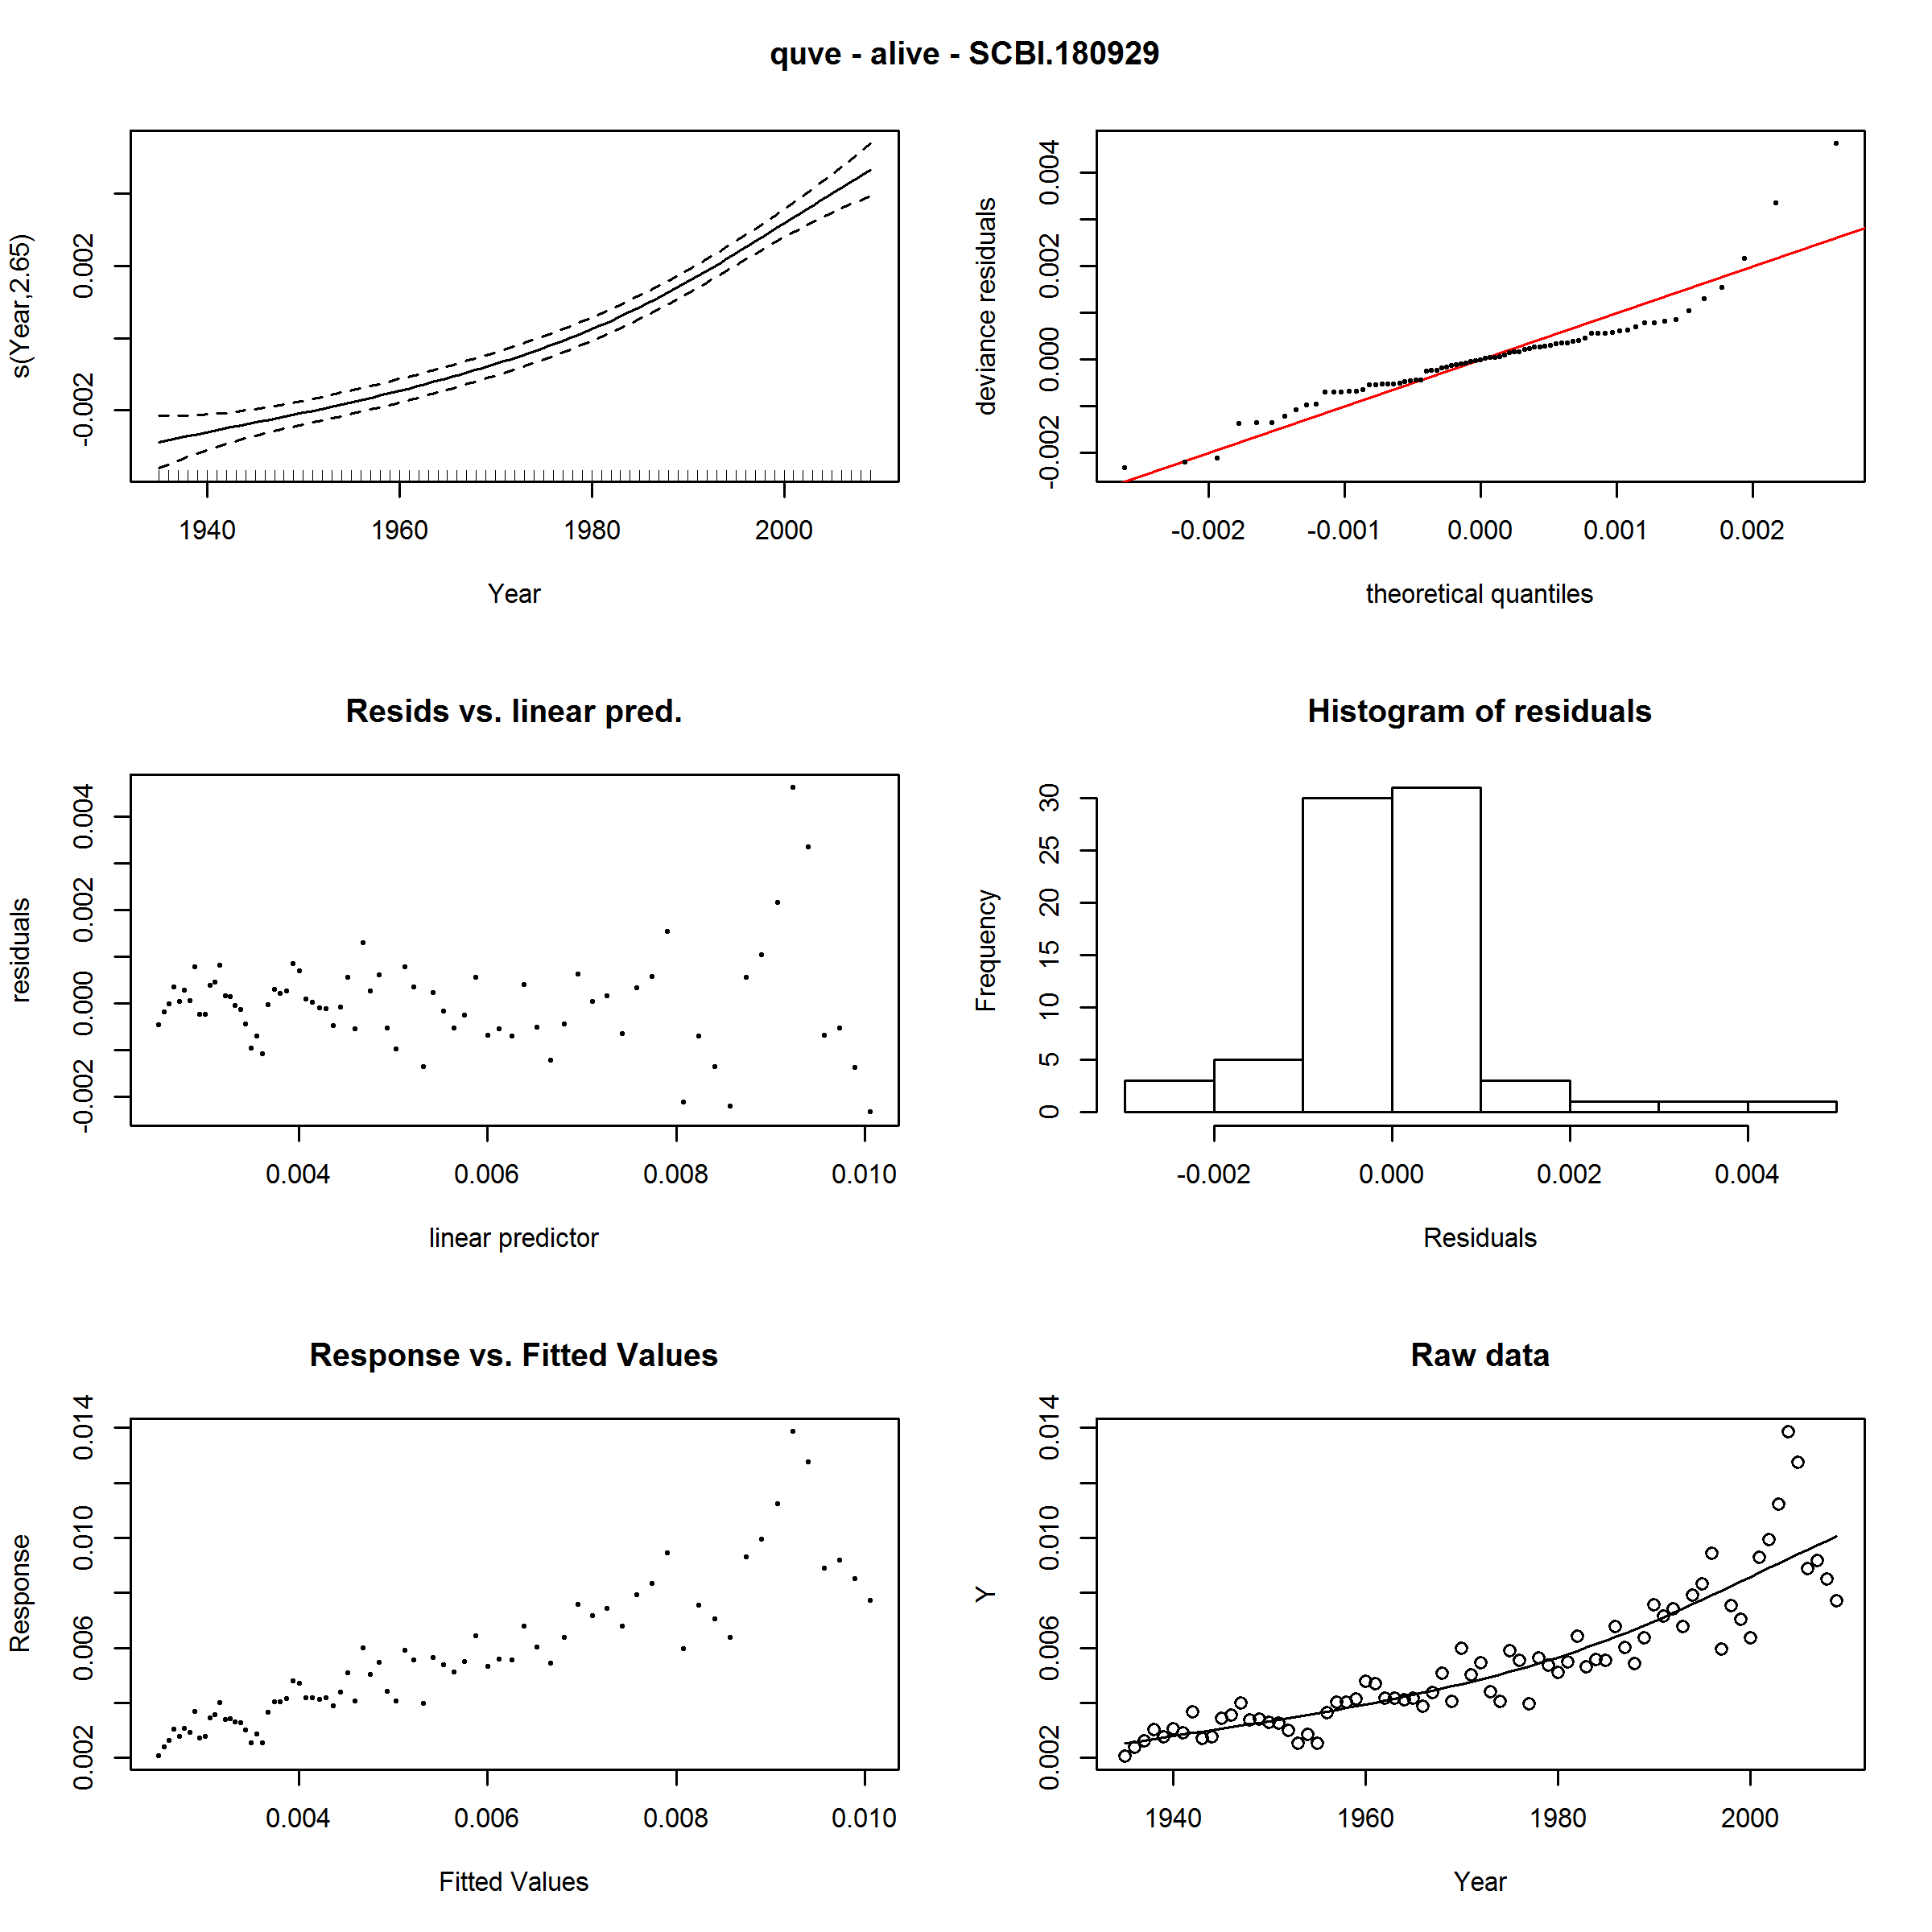 quve - alive - SCBI.180929
s(Year,2.65)
-0.002 0.002
1940 1960 1980 2000
Year
deviance residuals
-0.002 0.000 0.002 0.004
-0.002 -0.001 0.000 0.001 0.002
theoretical quantiles
Resids vs. linear pred.
residuals
-0.002 0.000 0.002 0.004
0.004 0.006 0.008 0.010
linear predictor
Histogram of residuals
Frequency
0 5 10 15 20 25 30
-0.002 0.000 0.002 0.004
Residuals
Response vs. Fitted Values
Response
0.002 0.006 0.010 0.014
0.004 0.006 0.008 0.010
Fitted Values
Raw data
Y
0.002 0.006 0.010 0.014
1940 1960 1980 2000
Year